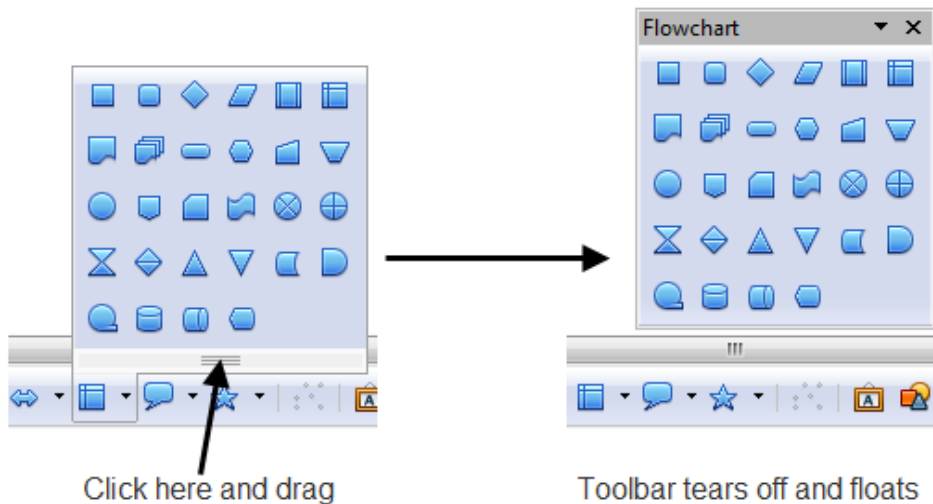 Flowchart
A
A
Click here and drag
Toolbar tears off and floats